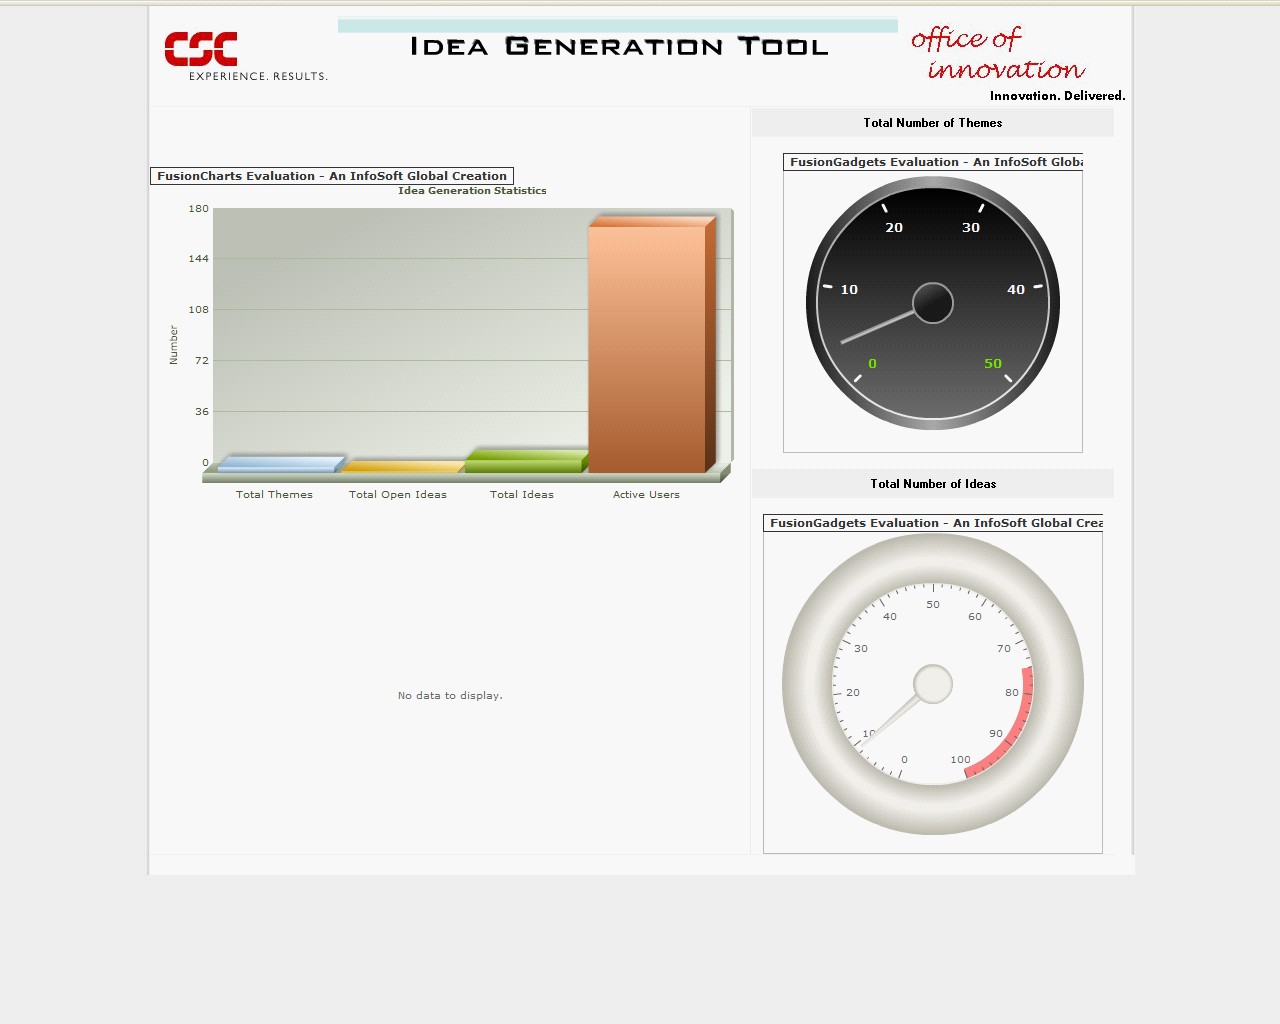 CSC
EXPERIENCE. RESULTS.
IDEA GENERATION TOOL
office of
innovation
Innovation. Delivered.
FusionCharts Evaluation - An InfoSoft Global Creation
Idea Generation Statistics
180
144
108
72
36
0
Number
Total Themes Total Open Ideas Total Ideas Active Users
No data to display.
Total Number of Themes
FusionGadgets Evaluation - An InfoSoft Globa
20 30
10 40
0 50
Total Number of Ideas
FusionGadgets Evaluation - An InfoSoft Global Crea
50
40 60
30 70
20 80
10 90
0 100